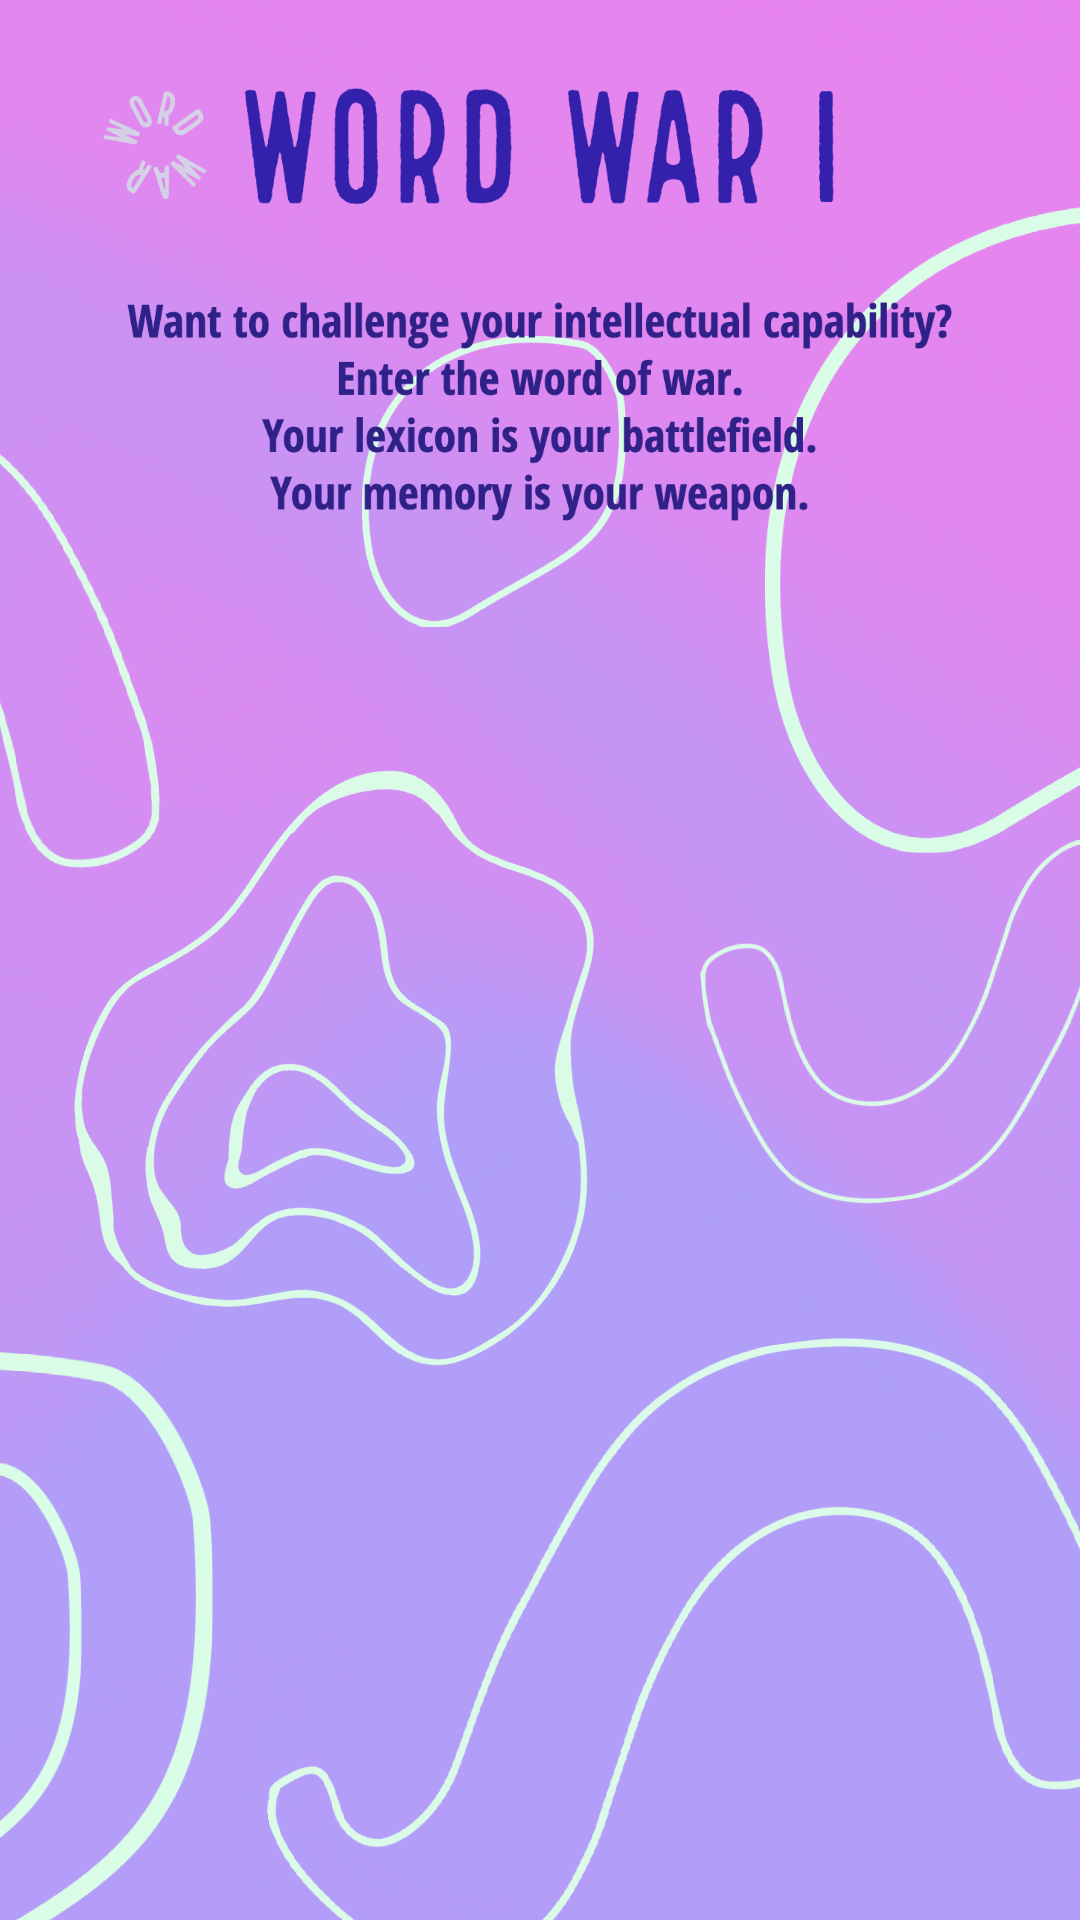 WORD WAR
WORD WAR I
Want to challenge your intellectual capability?
Enter the word of war.
Your lexicon is your battlefield.
Your memory is your weapon.